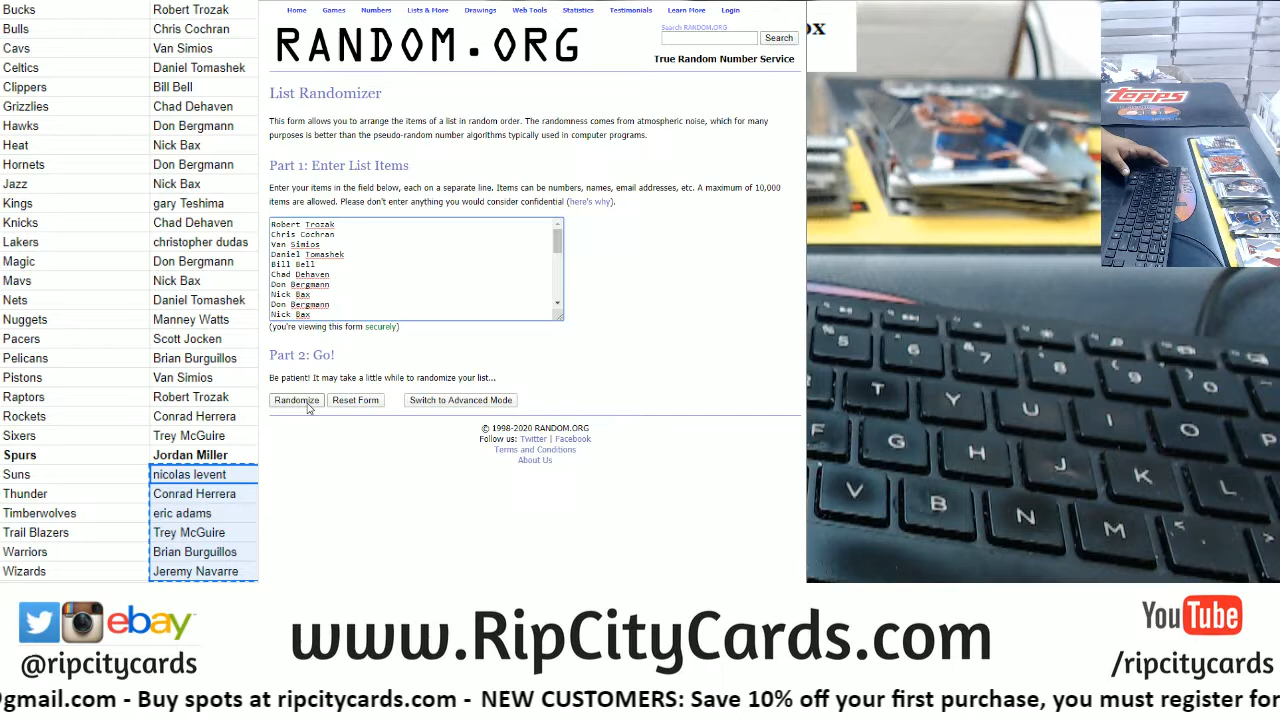 Bucks Robert Trozak
Bulls Chris Cochran
Cavs Van Simios
Celtics Daniel Tomashek
Clippers Bill Bell
Grizzlies Chad Dehaven
Hawks Don Bergmann
Heat Nick Bax
Hornets Don Bergmann
Jazz Nick Bax
Kings gary Teshima
Knicks Chad Dehaven
Lakers christopher dudas
Magic Don Bergmann
Mavs Nick Bax
Nets Daniel Tomashek
Nuggets Manney Watts
Pacers Scott Jocken
Pelicans Brian Burguillos
Pistons Van Simios
Raptors Robert Trozak
Rockets Conrad Herrera
Sixers Trey McGuire
Spurs Jordan Miller
Suns nicolas levent
Thunder Conrad Herrera
Timberwolves eric adams
Trail Blazers Trey McGuire
Warriors Brian Burguillos
Wizards Jeremy Navarre
Home Games Numbers Lists & More Drawings Web Tools Statistics Testimonials Learn More Login
RANDOM.ORG
Search RANDOM.ORG
Search
True Random Number Service
List Randomizer
This form allows you to arrange the items of a list in random order. The randomness comes from atmospheric noise, which for many
purposes is better than the pseudo-random number algorithms typically used in computer programs.
Part 1: Enter List Items
Enter your items in the field below, each on a separate line. Items can be numbers, names, email addresses, etc. A maximum of 10,000
items are allowed. Please don't enter anything you would consider confidential (here's why).
Robert Trozak
Chris Cochran
Van Simios
Daniel Tomashek
Bill Bell
Chad Dehaven
Don Bergmann
Nick Bax
Don Bergmann
Nick Bax
(you're viewing this form securely)
Part 2: Go!
Be patient! It may take a little while to randomize your list...
Randomize Reset Form Switch to Advanced Mode
© 1998-2020 RANDOM.ORG
Follow us: Twitter | Facebook
Terms and Conditions
About Us
ox
Topps
5 6 7 8 9
T Y U I O P
F G H J K L
V B N M
ebay
@ripcitycards
www.RipCityCards.com
YouTube
/ripcitycards
@gmail.com - Buy spots at ripcitycards.com - NEW CUSTOMERS: Save 10% off your first purchase, you must register for